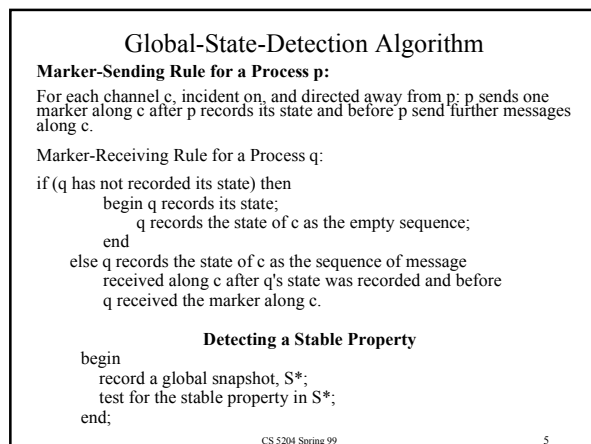 Global-State-Detection Algorithm
Marker-Sending Rule for a Process p:
For each channel c, incident on, and directed away from p: p sends one
marker along c after p records its state and before p send further messages
along c.
Marker-Receiving Rule for a Process q:
if (q has not recorded its state) then
begin q records its state;
q records the state of c as the empty sequence;
end
else q records the state of c as the sequence of message
received along c after q's state was recorded and before
q received the marker along c.
Detecting a Stable Property
begin
record a global snapshot, S*;
test for the stable property in S*;
end;
CS 5204 Spring 99 5